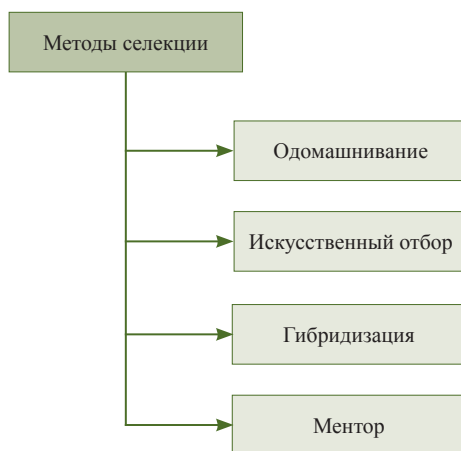 Методы селекции
Одомашнивание
Искусственный отбор
Гибридизация
Ментор